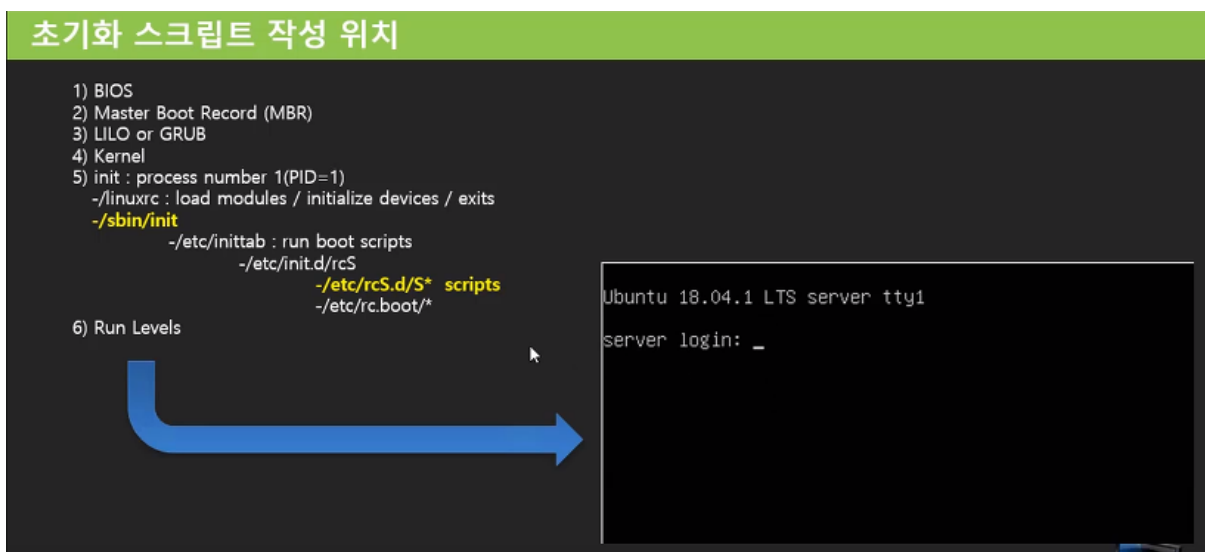 초기화 스크립트 작성 위치
1) BIOS
2) Master Boot Record (MBR)
3) LILO or GRUB
4) Kernel
5) init : process number 1(PID=1)
-/linuxrc : load modules / initialize devices / exits
-/sbin/init
-/etc/inittab : run boot scripts
-/etc/init.d/rcS
-/etc/rcS.d/S* scripts
-/etc/rc.boot/*
6) Run Levels
Ubuntu 18.04.1 LTS server tty1
server login: _